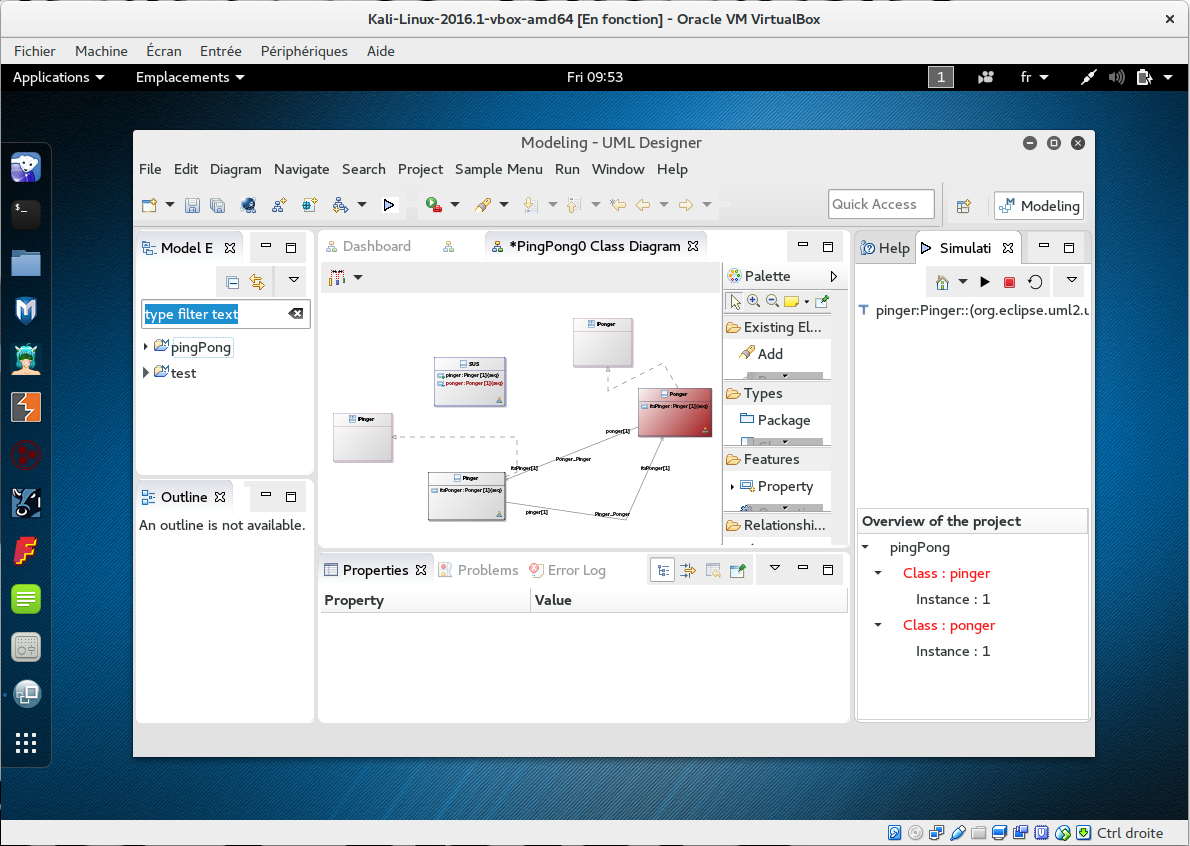 Kali-Linux-2016.1-vbox-amd64 [En fonction] - Oracle VM VirtualBox
Fichier Machine Écran Entrée Périphériques Aide
Applications Emplacements Fri 09:53 1 fr
Modeling - UML Designer
File Edit Diagram Navigate Search Project Sample Menu Run Window Help
Quick Access Modeling
Model E
type filter text
pingPong
test
Outline
An outline is not available.
Dashboard *PingPong0 Class Diagram
IPonger
SUS
pinger : Pinger [1](seq)
ponger : Ponger [1](seq)
Ponger
itsPinger : Pinger [1](seq)
IPinger
ponger[1]
Ponger_Pinger
itsPinger[1]
itsPonger[1]
Pinger
itsPonger : Ponger [1](seq)
pinger[1]
Pinger_Ponger
Palette
Existing El...
Add
Types
Package
Features
Property
Relationshi...
Properties Problems Error Log
Property Value
Help Simulati
pinger:Pinger::(org.eclipse.uml2.u
Overview of the project
pingPong
Class : pinger
Instance : 1
Class : ponger
Instance : 1
Ctrl droite